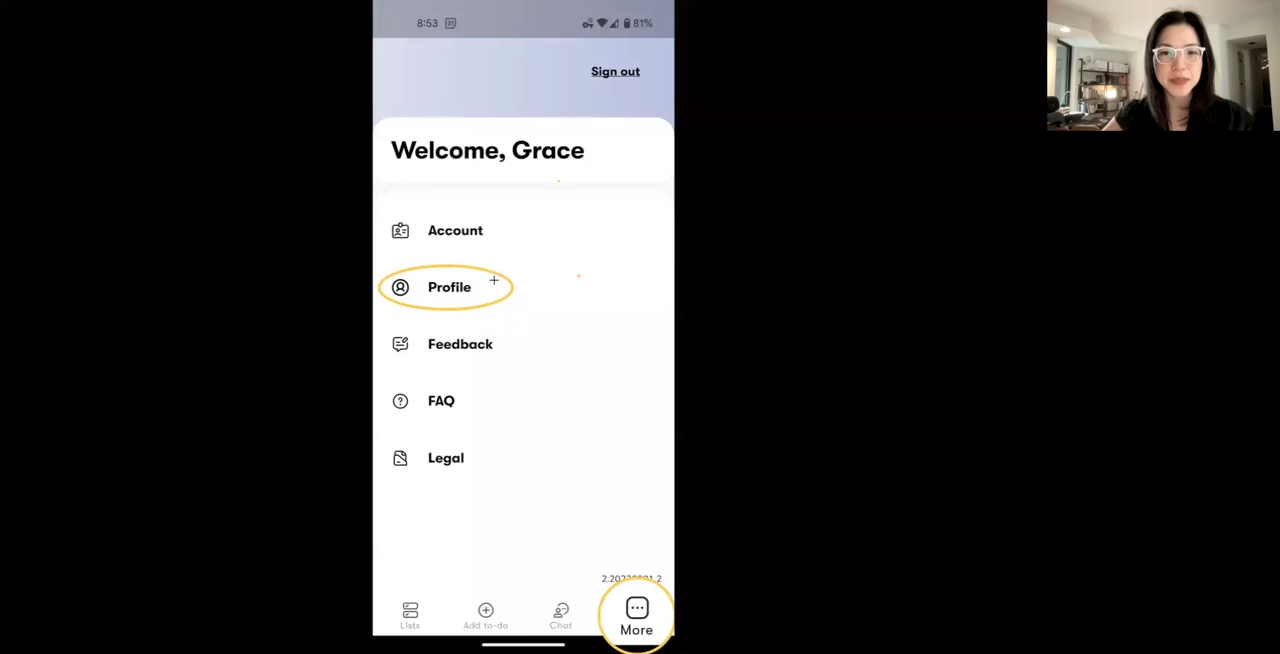 8:53
81%
Sign out
Welcome, Grace
Account
Profile
Feedback
FAQ
Legal
Lists
Add to-do
Chat
More